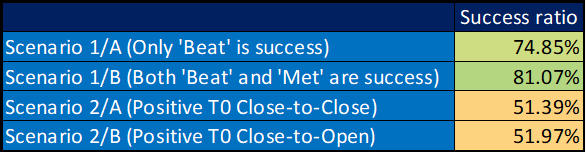 Success ratio
Scenario 1/A (Only 'Beat' is success) 74.85%
Scenario 1/B (Both 'Beat' and 'Met' are success) 81.07%
Scenario 2/A (Positive T0 Close-to-Close) 51.39%
Scenario 2/B (Positive T0 Close-to-Open) 51.97%